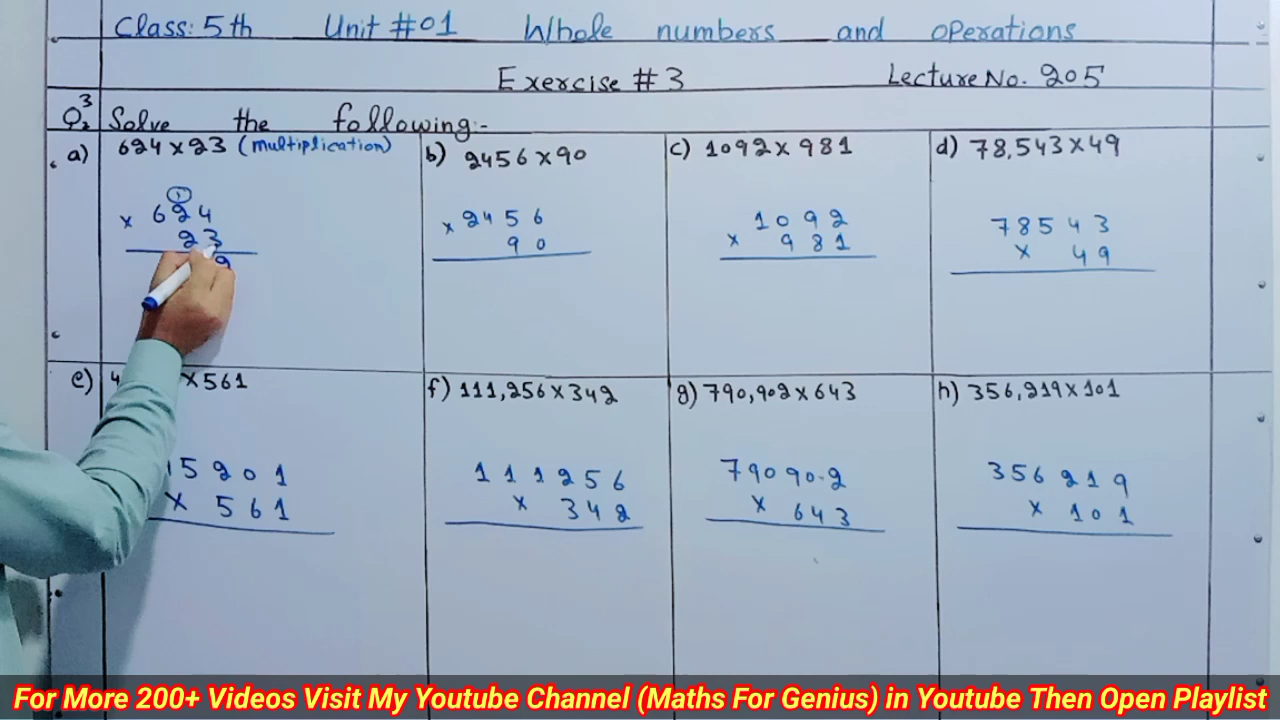 Class: 5th Unit #01 Whole numbers and operations
Exercise #3 Lecture No. 205
Q3 Solve the following:-
a) 624 x 23 (multiplication)
b) 2456 x 90
c) 1092 x 981
d) 78,543 x 49
1
x 624
23
x 2456
90
1092
x 981
78543
x 49
e) 4 x 561
f) 111,256 x 342
g) 790,902 x 643
h) 356,219 x 101
15201
x 561
111256
x 342
790902
x 643
356219
x 101
For More 200+ Videos Visit My Youtube Channel (Maths For Genius) in Youtube Then Open Playlist